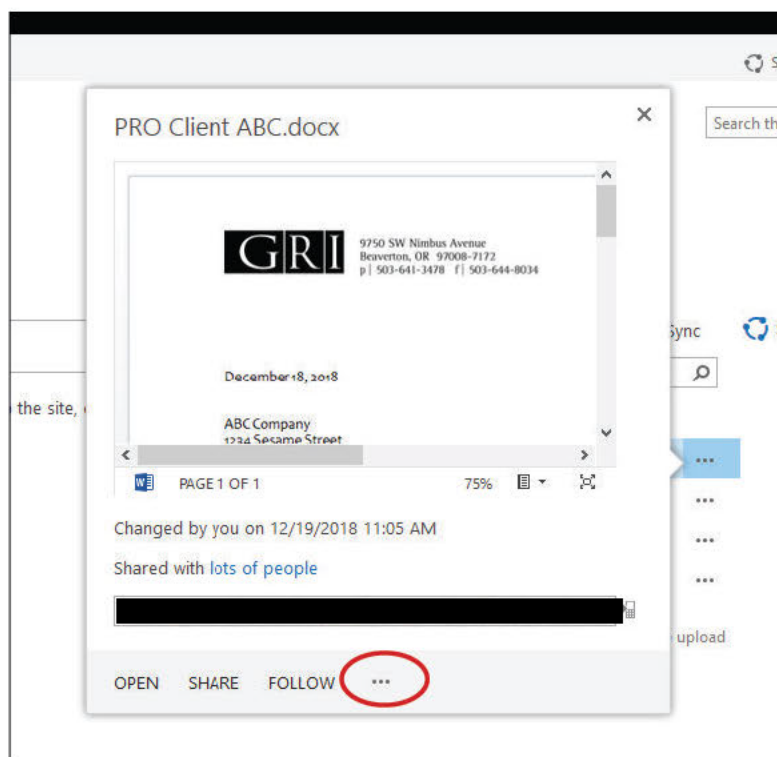 S
PRO Client ABC.docx
Search th
GRI
9750 SW Nimbus Avenue
Beaverton, OR 97008-7172
p| 503-641-3478 f| 503-644-8034
Sync
December 18, 2018
the site,
ABC Company
1234 Sesame Street
PAGE 1 OF 1 75%
Changed by you on 12/19/2018 11:05 AM
Shared with lots of people
upload
OPEN SHARE FOLLOW ...